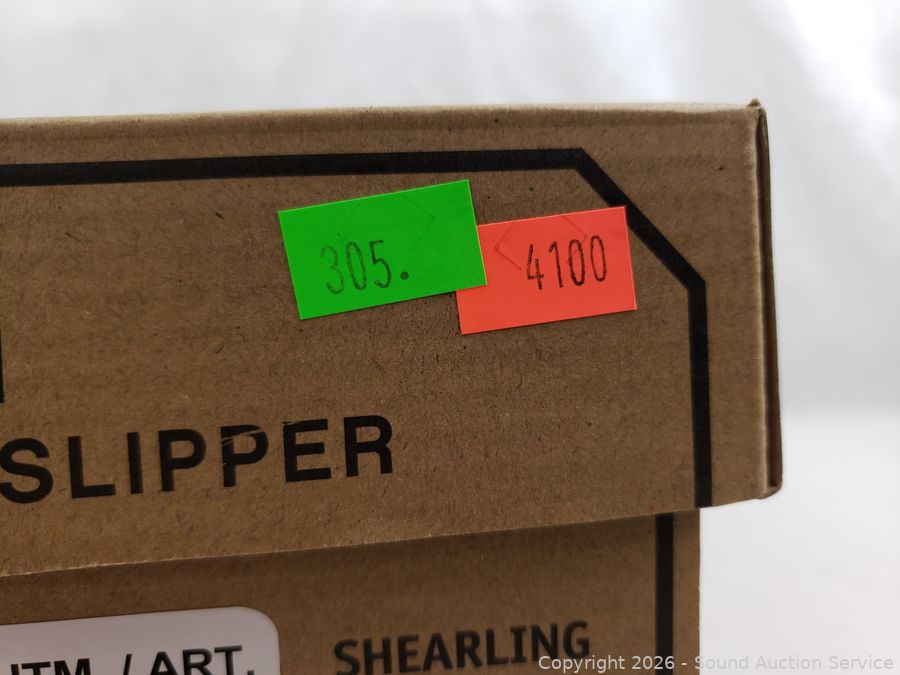 305.
4100
SLIPPER
SHEARLING
ITM. / ART.
Copyright 2026 - Sound Auction Service